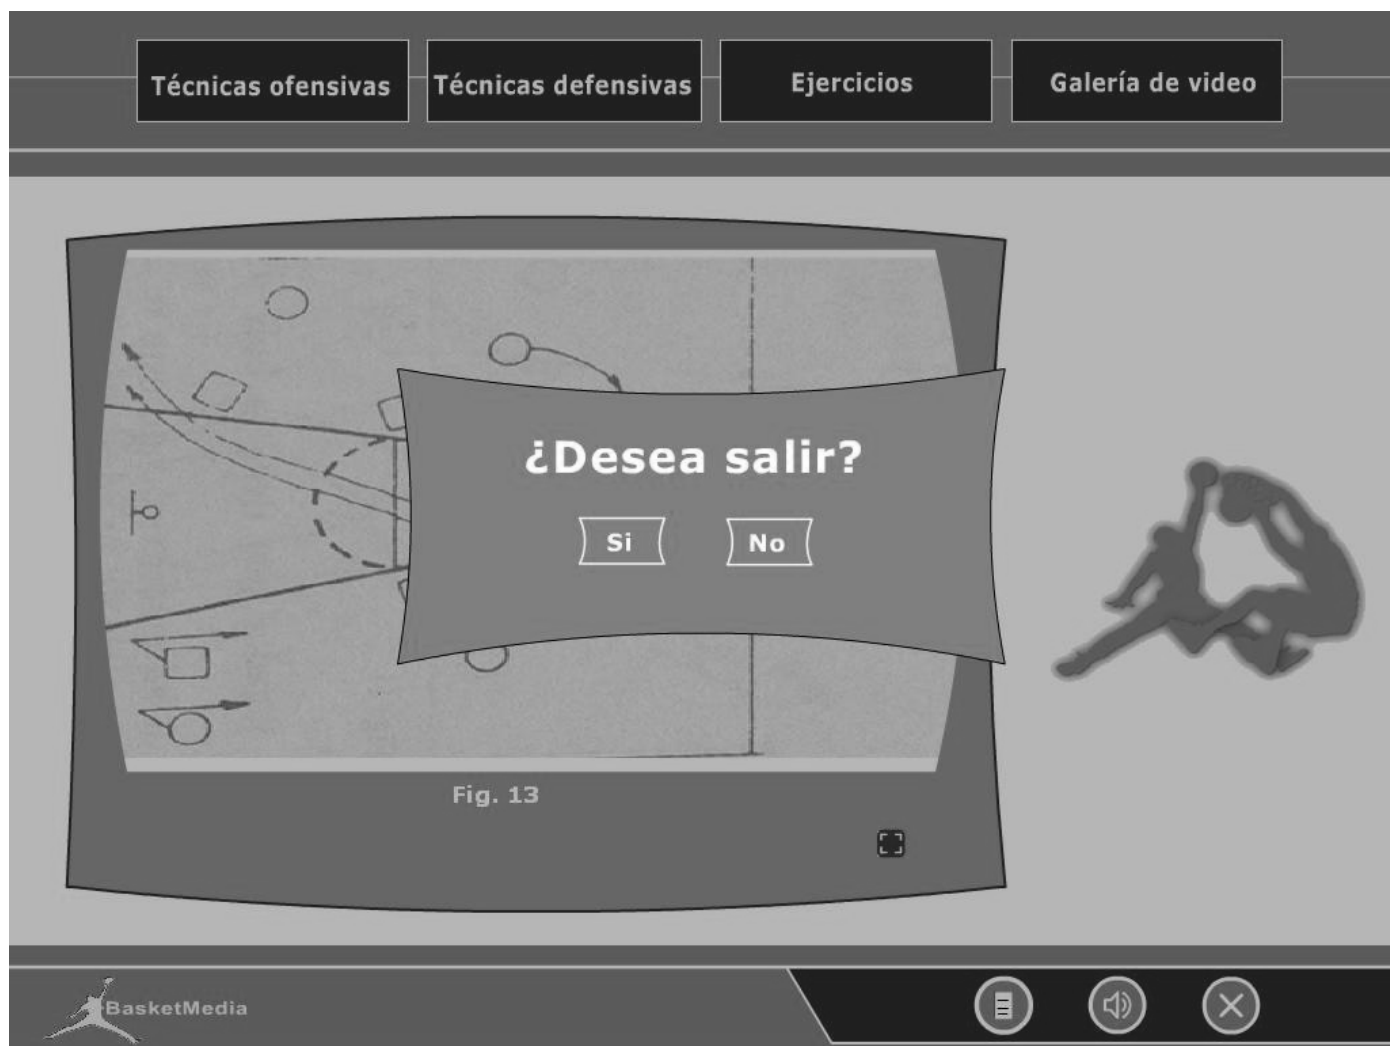 Técnicas ofensivas
Técnicas defensivas
Ejercicios
Galería de video
¿Desea salir?
Si
No
Fig. 13
BasketMedia